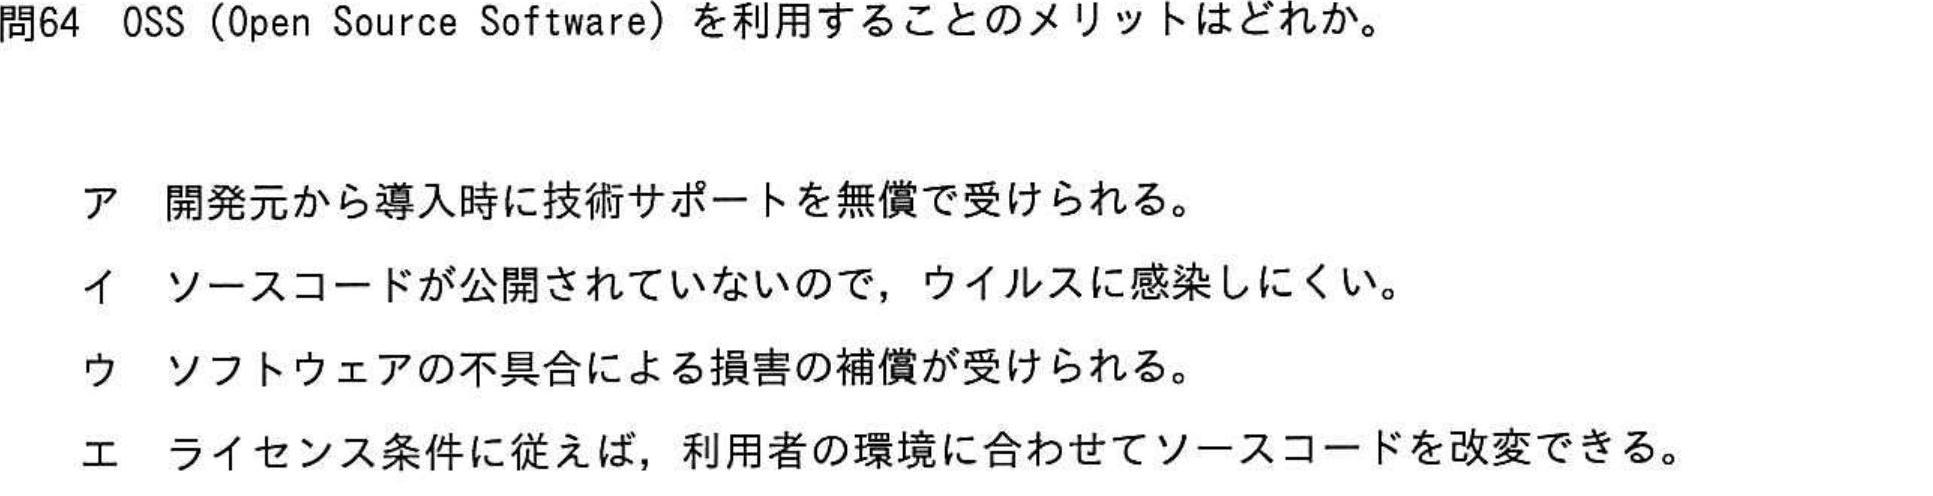 問64 OSS (Open Source Software) を利用することのメリットはどれか。
ア 開発元から導入時に技術サポートを無償で受けられる。
イ ソースコードが公開されていないので，ウイルスに感染しにくい。
ウ ソフトウェアの不具合による損害の補償が受けられる。
エ ライセンス条件に従えば，利用者の環境に合わせてソースコードを改変できる。